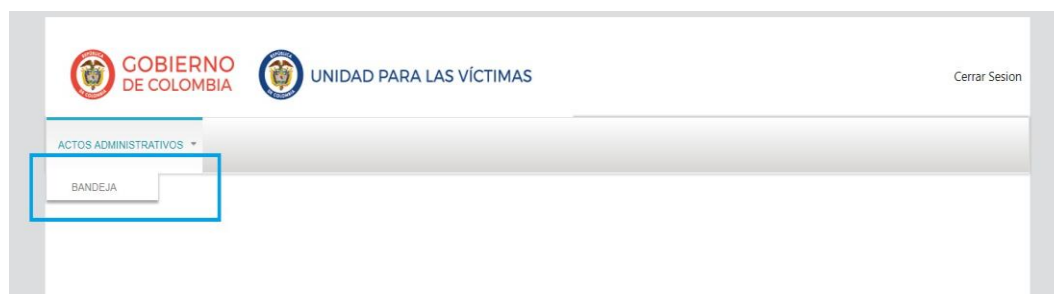 GOBIERNO
DE COLOMBIA
UNIDAD PARA LAS VÍCTIMAS
Cerrar Sesion
ACTOS ADMINISTRATIVOS
BANDEJA